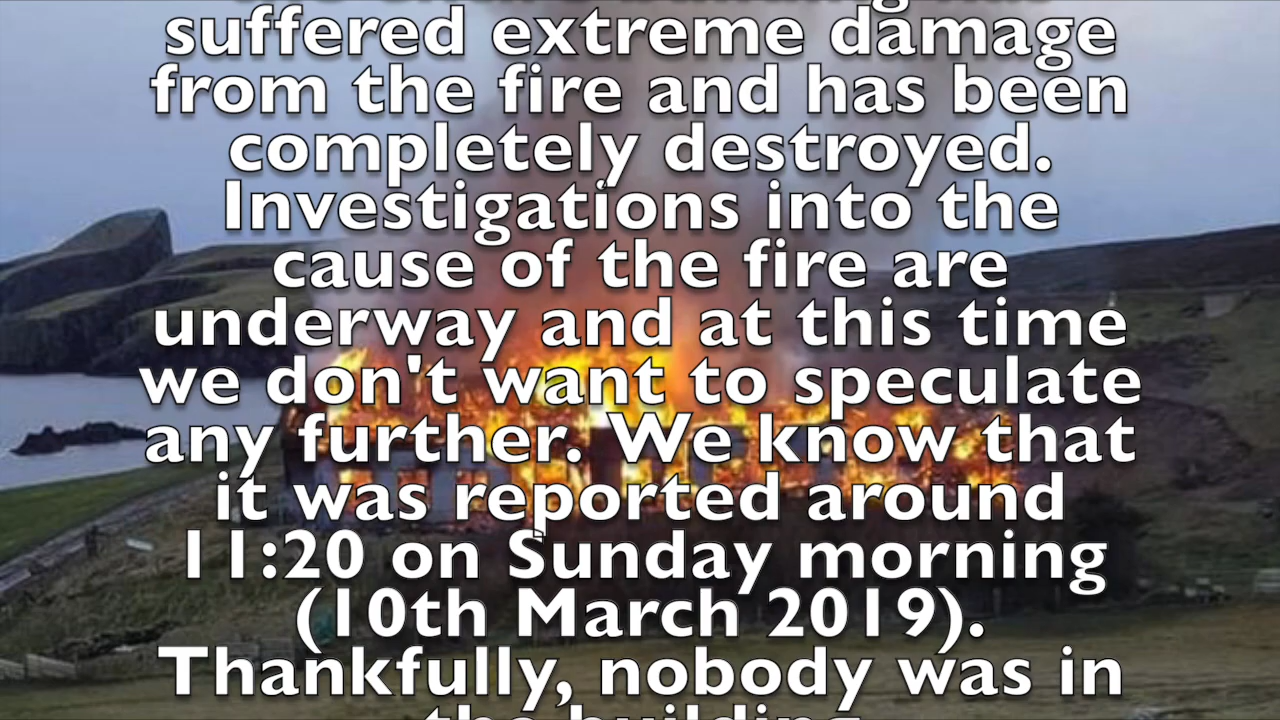 suffered extreme damage
from the fire and has been
completely destroyed.
Investigations into the
cause of the fire are
underway and at this time
we don't want to speculate
any further. We know that
it was reported around
11:20 on Sunday morning
(10th March 2019).
Thankfully, nobody was in
the building